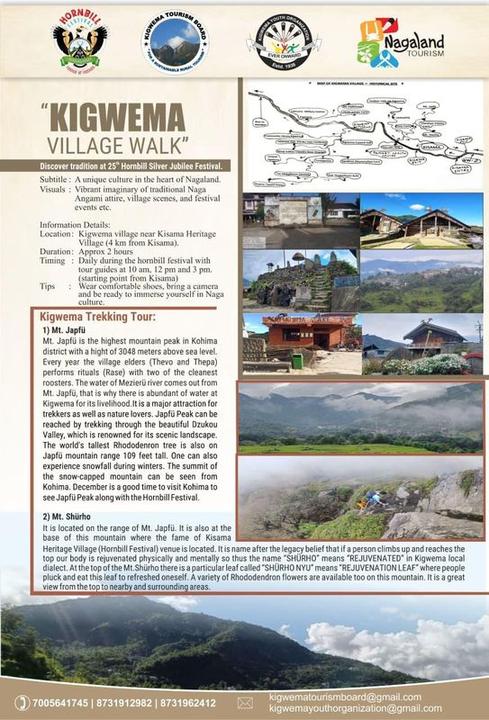 HORNBILL
FESTIVAL
KIGWEMA TOURISM BOARD
KIGWEMA YOUTH ORGANIZATION
EVER ONWARD
Estd. 1936
Nagaland
TOURISM
"KIGWEMA
VILLAGE WALK"
Discover tradition at 25th Hornbill Silver Jubilee Festival.
Subtitle : A unique culture in the heart of Nagaland.
Visuals : Vibrant imaginary of traditional Naga
Angami attire, village scenes, and festival
events etc.
Information Details:
Location: Kigwema village near Kisama Heritage
Village (4 km from Kisama).
Duration: Approx 2 hours
Timing : Daily during the hornbill festival with
tour guides at 10 am, 12 pm and 3 pm.
(starting point from Kisama)
Tips : Wear comfortable shoes, bring a camera
and be ready to immerse yourself in Naga
culture.
Kigwema Trekking Tour:
1) Mt. Japfü
Mt. Japfü is the highest mountain peak in Kohima
district with a hight of 3048 meters above sea level.
Every year the village elders (Thevo and Thepa)
performs rituals (Rase) with two of the cleanest
roosters. The water of Mezierü river comes out from
Mt. Japfü, that is why there is abundant of water at
Kigwema for its livelihood.It is a major attraction for
trekkers as well as nature lovers. Japfü Peak can be
reached by trekking through the beautiful Dzukou
Valley, which is renowned for its scenic landscape.
The world's tallest Rhododenron tree is also on
Japfü mountain range 109 feet tall. One can also
experience snowfall during winters. The summit of
the snow-capped mountain can be seen from
Kohima. December is a good time to visit Kohima to
see Japfü Peak along with the Hornbill Festival.
2) Mt. Shürho
It is located on the range of Mt. Japfü. It is also at the
base of this mountain where the fame of Kisama
Heritage Village (Hornbill Festival) venue is located. It is name after the legacy belief that if a person climbs up and reaches the
top our body is rejuvenated physically and mentally so thus the name "SHÜRHO" means "REJUVENATED" in Kigwema local
dialect. At the top of the Mt.Shürho there is a particular leaf called "SHÜRHO NYU" means "REJUVENATION LEAF" where people
pluck and eat this leaf to refreshed oneself. A variety of Rhododendron flowers are available too on this mountain. It is a great
view from the top to nearby and surrounding areas.
7005641745 | 8731912982 | 8731962412
kigwematourismboard@gmail.com
kigwemayouthorganization@gmail.com